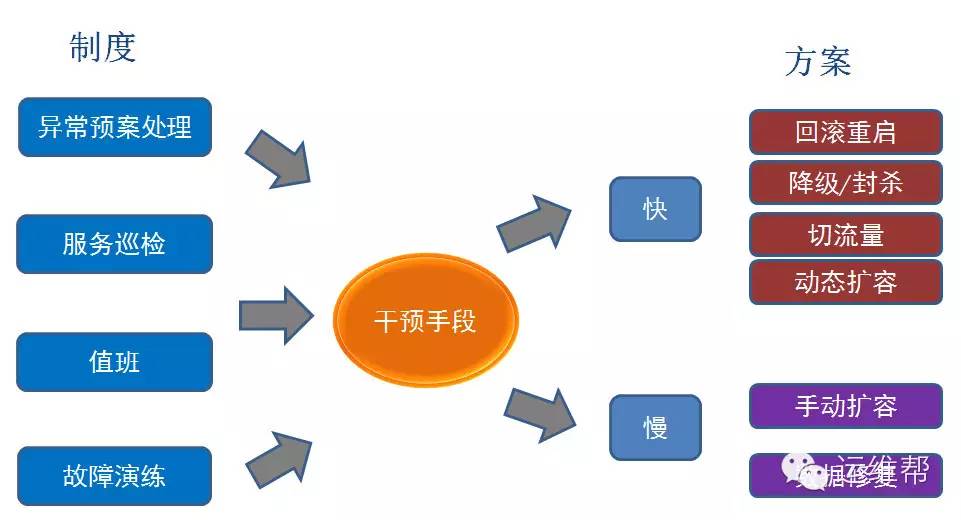 制度
方案
异常预案处理
服务巡检
值班
故障演练
干预手段
快
慢
回滚重启
降级/封杀
切流量
动态扩容
手动扩容
据修复
运维帮